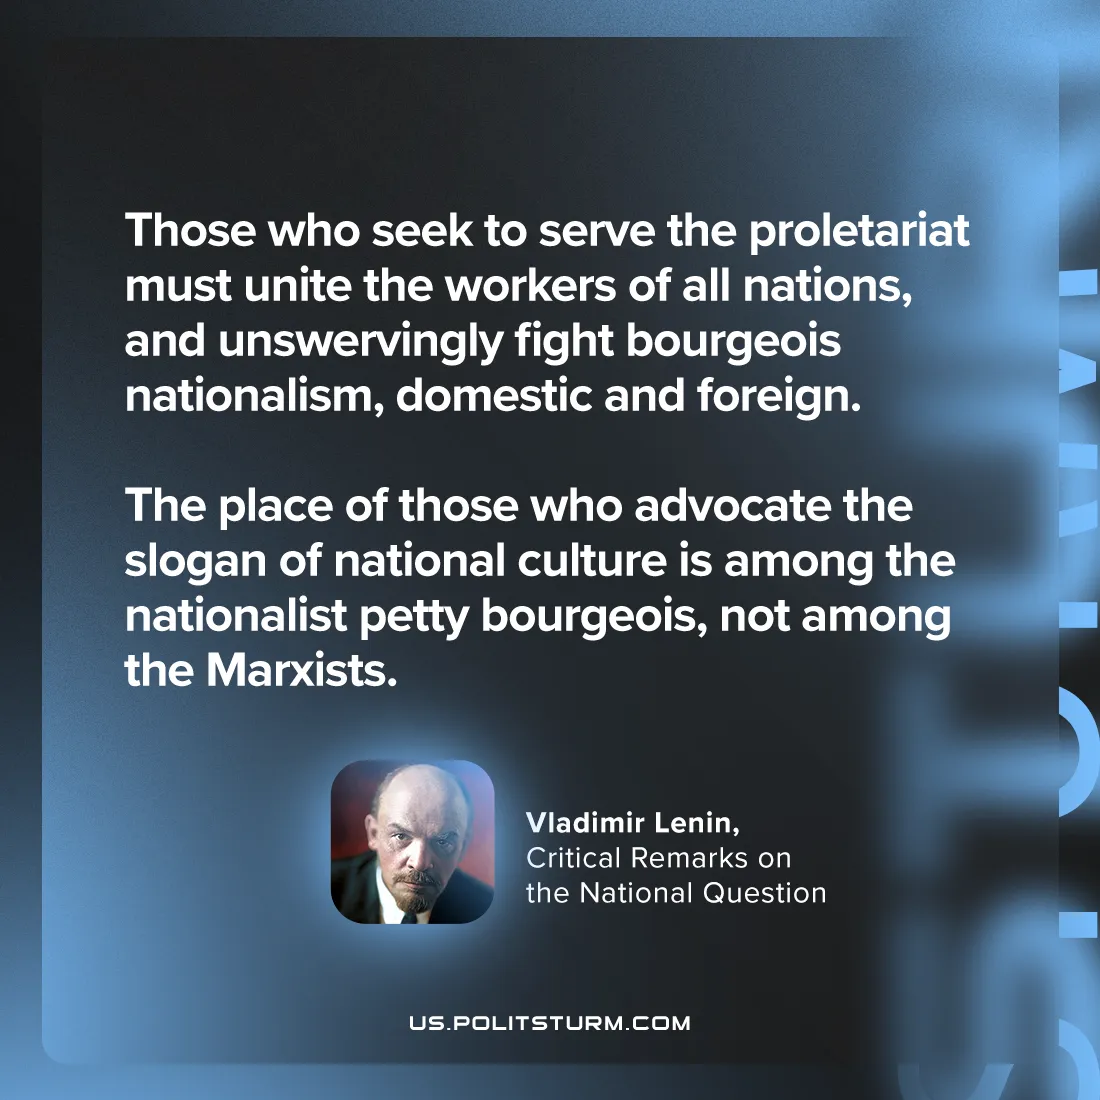 Those who seek to serve the proletariat
must unite the workers of all nations,
and unswervingly fight bourgeois
nationalism, domestic and foreign.
The place of those who advocate the
slogan of national culture is among the
nationalist petty bourgeois, not among
the Marxists.
Vladimir Lenin,
Critical Remarks on
the National Question
US.POLITSTURM.COM